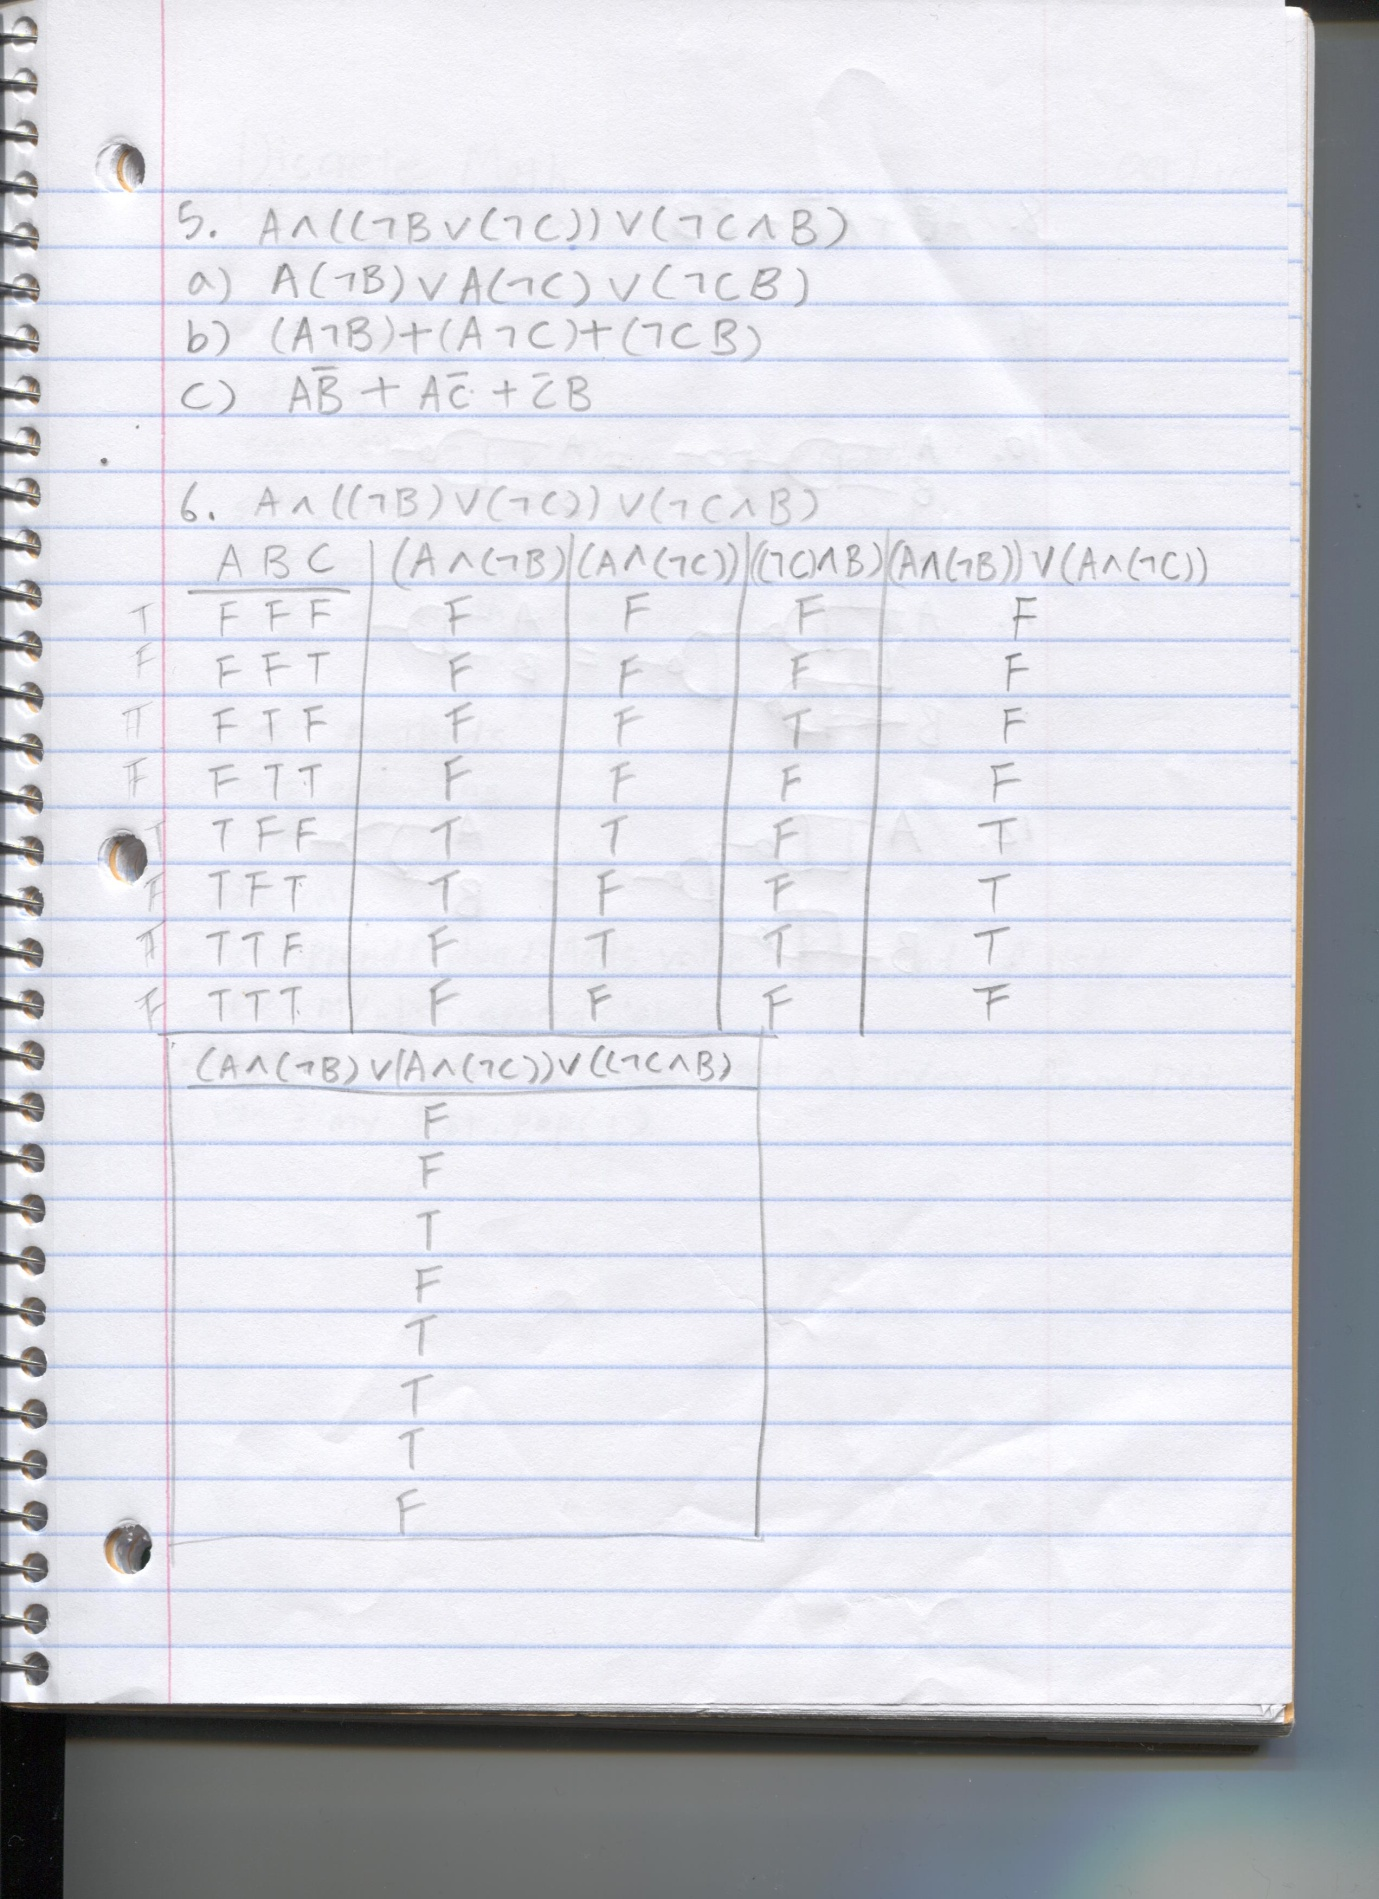 5. A∧((¬B∨(¬C))∨(¬C∧B)
a) A(¬B)∨A(¬C)∨(¬CB)
b) (A¬B)+(A¬C)+(¬CB)
c) AB̅ + AC̅ + C̅B
6. A∧((¬B)∨(¬C))∨(¬C∧B)
A B C | (A∧(¬B) | (A∧(¬C)) | ((¬C)∧B) | (A∧(¬B))∨(A∧(¬C))
T F F F F F F F
F F F T F F F F
T F T F F F T F
F F T T F F F F
T T F F T T F T
F T F T T F F T
T T T F F T T T
F T T T F F F F
(A∧(¬B)∨(A∧(¬C))∨((¬C∧B)
F
F
T
F
T
T
T
F